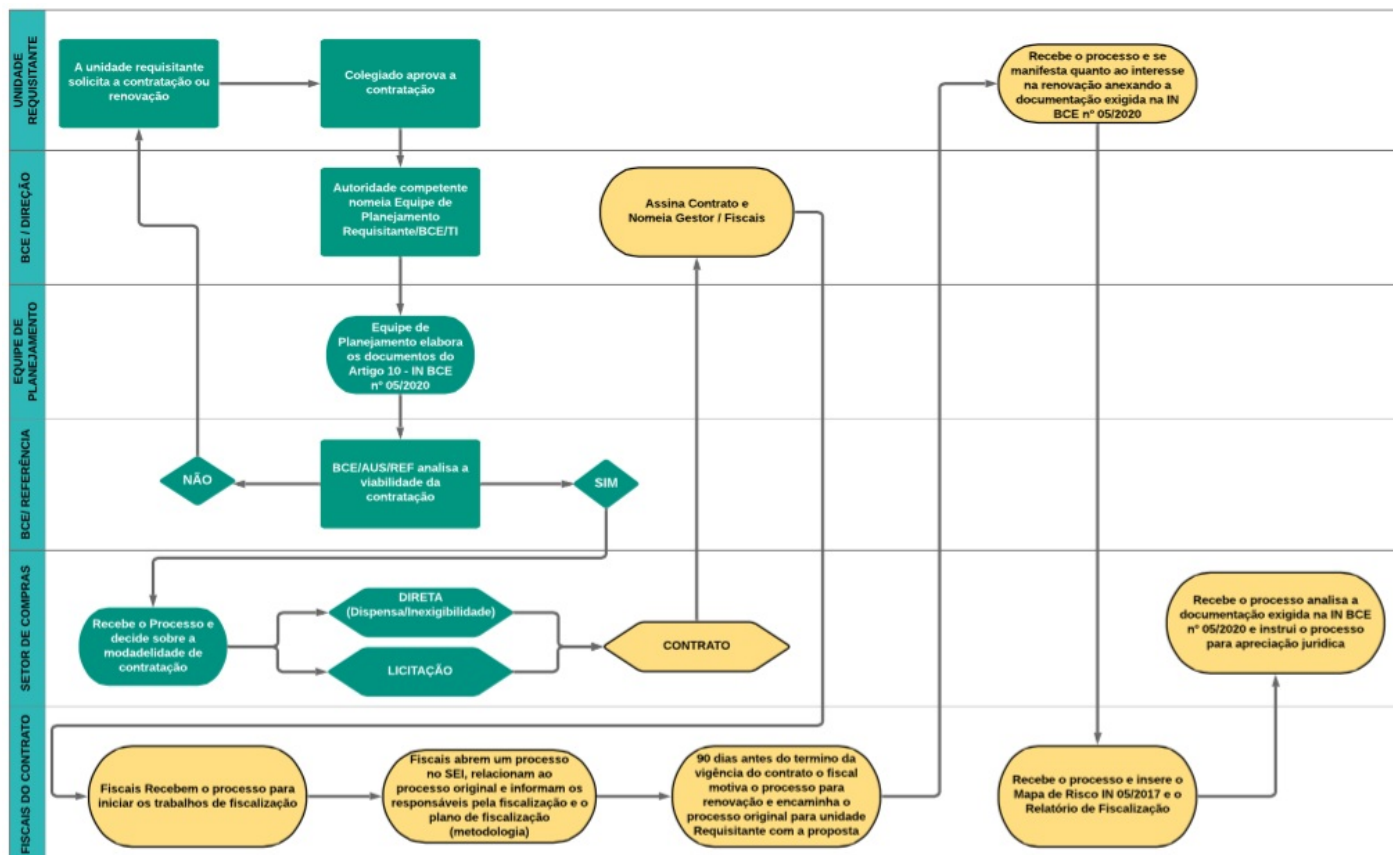 UNIDADE
REQUISITANTE
A unidade requisitante
solicita a contratação ou
renovação
Colegiado aprova a
contratação
Recebe o processo e se
manifesta quanto ao interesse
na renovação anexando a
documentação exigida na IN
BCE nº 05/2020
BCE / DIREÇÃO
Autoridade competente
nomeia Equipe de
Planejamento
Requisitante/BCE/TI
Assina Contrato e
Nomeia Gestor / Fiscais
EQUIPE DE
PLANEJAMENTO
Equipe de
Planejamento elabora
os documentos do
Artigo 10 - IN BCE
nº 05/2020
BCE/ REFERÊNCIA
NÃO
BCE/AUS/REF analisa a
viabilidade da
contratação
SIM
SETOR DE COMPRAS
Recebe o Processo e
decide sobre a
modadelidade de
contratação
DIRETA
(Dispensa/Inexigibilidade)
LICITAÇÃO
CONTRATO
Recebe o processo analisa a
documentação exigida na IN BCE
nº 05/2020 e instrui o processo
para apreciação juridica
FISCAIS DO CONTRATO
Fiscais Recebem o processo para
iniciar os trabalhos de fiscalização
Fiscais abrem um processo
no SEI, relacionam ao
processo original e informam os
responsáveis pela fiscalização e o
plano de fiscalização
(metodologia)
90 dias antes do termino da
vigência do contrato o fiscal
motiva o processo para
renovação e encaminha o
processo original para unidade
Requisitante com a proposta
Recebe o processo e insere o
Mapa de Risco IN 05/2017 e o
Relatório de Fiscalização